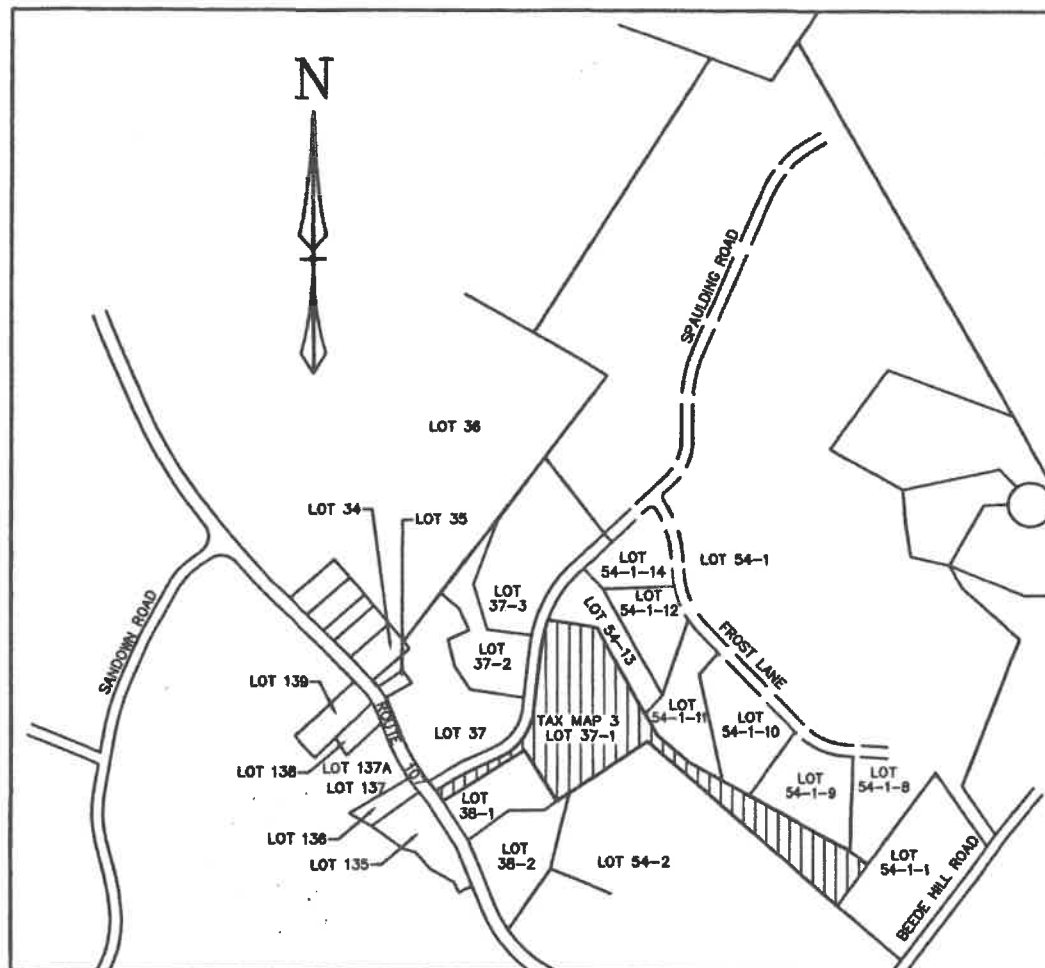 N
SPAULDING ROAD
LOT 36
LOT 34
LOT 35
LOT
54-1-14
LOT 54-1
LOT
37-3
LOT
54-1-12
LOT 54-13
SANDOWN ROAD
LOT
37-2
FROST LANE
LOT 139
ROUTE 10
LOT 37
TAX MAP 3
LOT 37-1
LOT
54-1-11
LOT
54-1-10
LOT 138
LOT 137A
LOT 137
LOT
54-1-9
LOT
54-1-8
LOT
38-1
LOT 136
LOT 135
LOT
38-2
LOT 54-2
LOT
54-1-1
BEEDE HILL ROAD